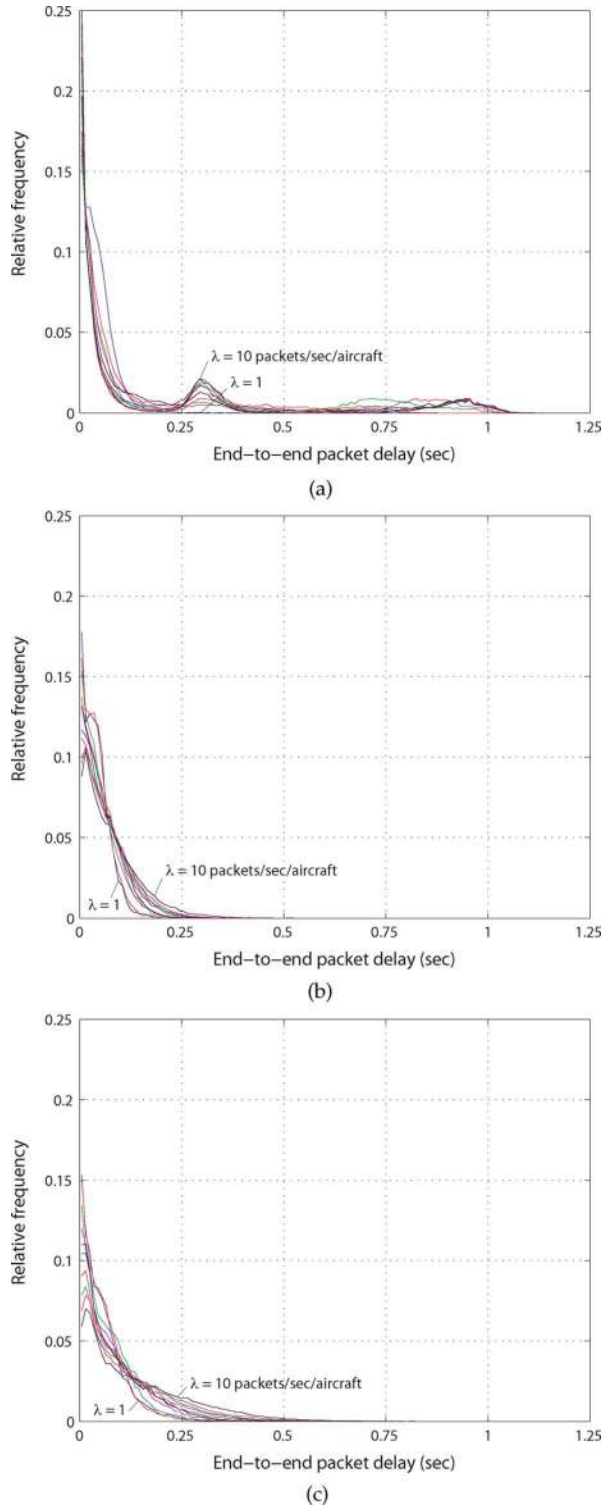 0.25
0.2
0.15
0.1
0.05
0
Relative frequency
λ = 10 packets/sec/aircraft
λ = 1
0 0.25 0.5 0.75 1 1.25
End−to−end packet delay (sec)
(a)
0.25
0.2
0.15
0.1
0.05
0
Relative frequency
λ = 10 packets/sec/aircraft
λ = 1
0 0.25 0.5 0.75 1 1.25
End−to−end packet delay (sec)
(b)
0.25
0.2
0.15
0.1
0.05
0
Relative frequency
λ = 10 packets/sec/aircraft
λ = 1
0 0.25 0.5 0.75 1 1.25
End−to−end packet delay (sec)
(c)